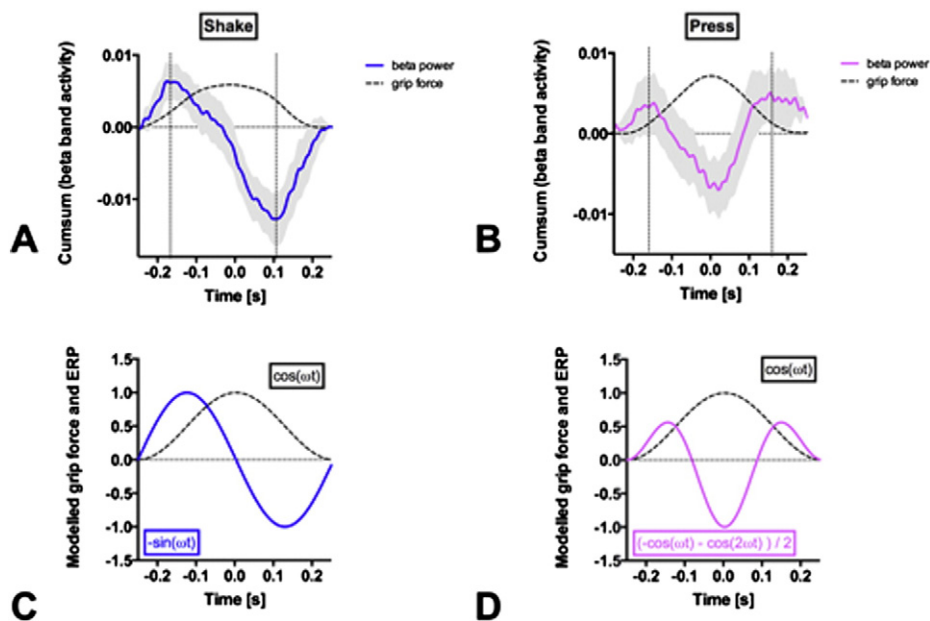 Shake
Cumsum (beta band activity)
0.01
0.00
-0.01
-0.2 -0.1 0.0 0.1 0.2
Time [s]
beta power
grip force
A
Press
Cumsum (beta band activity)
0.01
0.00
-0.01
-0.2 -0.1 0.0 0.1 0.2
Time [s]
beta power
grip force
B
Modelled grip force and ERP
1.5
1.0
0.5
0.0
-0.5
-1.0
-1.5
cos(ωt)
-sin(ωt)
-0.2 -0.1 0.0 0.1 0.2
Time [s]
C
Modelled grip force and ERP
1.5
1.0
0.5
0.0
-0.5
-1.0
-1.5
cos(ωt)
(-cos(ωt) - cos(2ωt) ) / 2
-0.2 -0.1 0.0 0.1 0.2
Time [s]
D